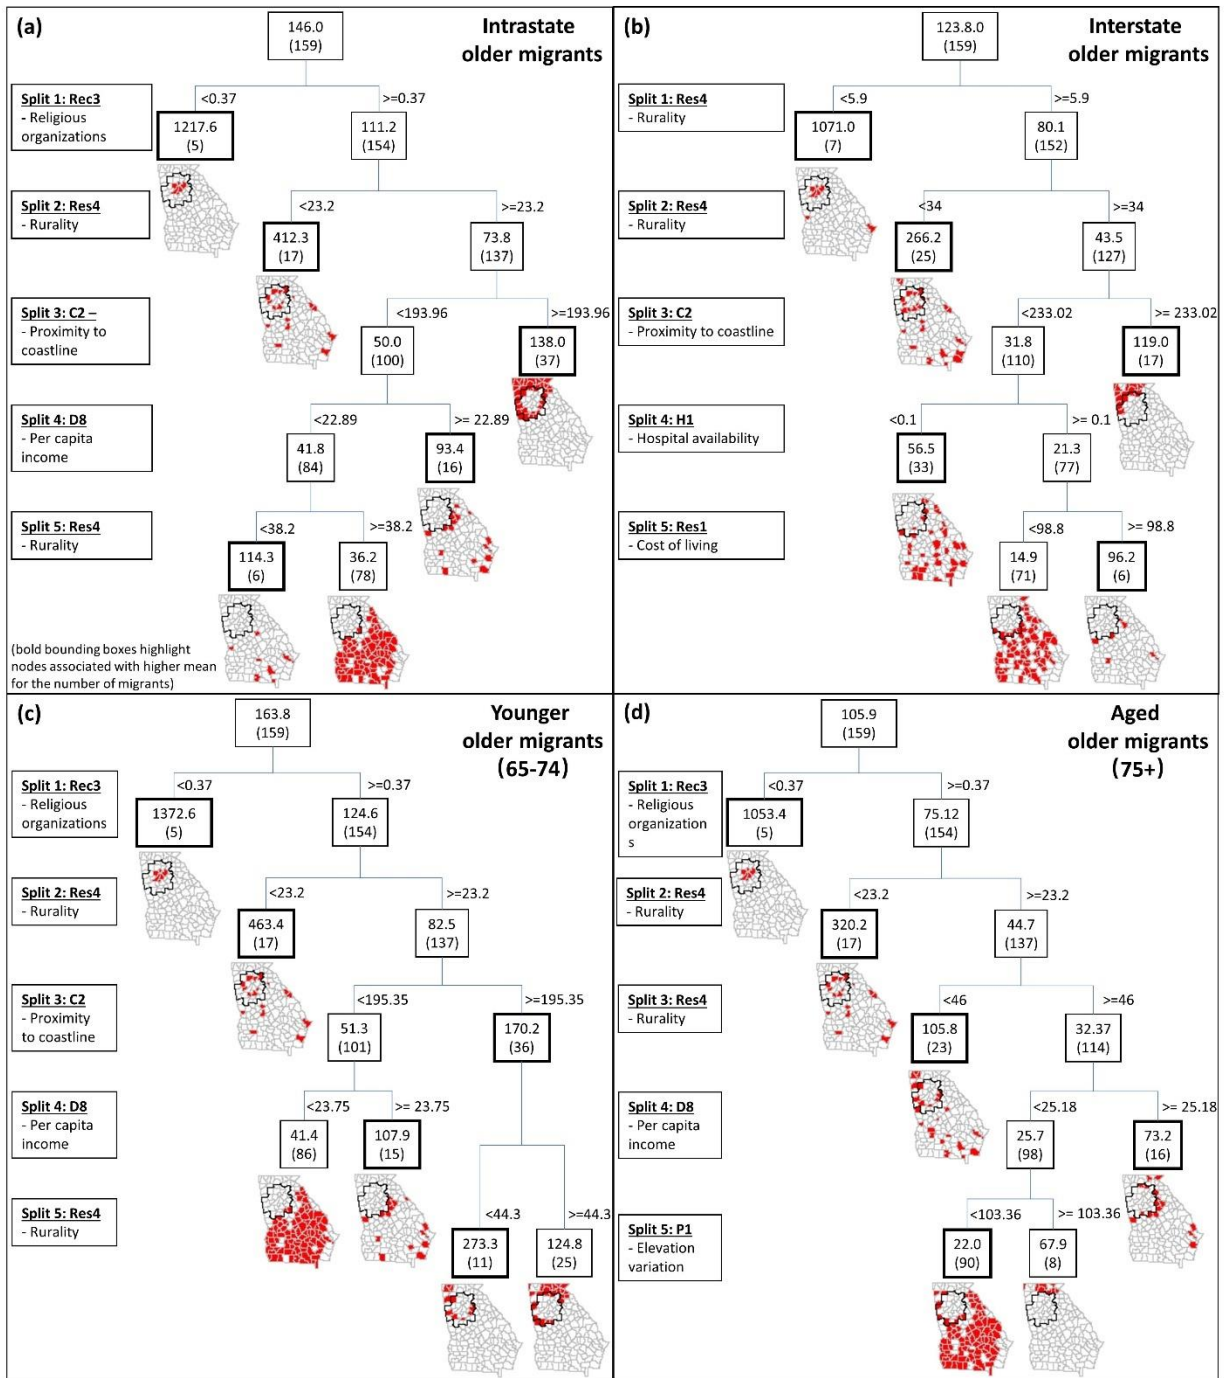 (a)
Intrastate
older migrants
146.0
(159)
Split 1: Rec3
- Religious
organizations
<0.37
>=0.37
1217.6
(5)
111.2
(154)
Split 2: Res4
- Rurality
<23.2
>=23.2
412.3
(17)
73.8
(137)
Split 3: C2 –
- Proximity to
coastline
<193.96
>=193.96
50.0
(100)
138.0
(37)
Split 4: D8
- Per capita
income
<22.89
>= 22.89
41.8
(84)
93.4
(16)
Split 5: Res4
- Rurality
<38.2
>=38.2
114.3
(6)
36.2
(78)
(bold bounding boxes highlight
nodes associated with higher mean
for the number of migrants)
(b)
Interstate
older migrants
123.8.0
(159)
Split 1: Res4
- Rurality
<5.9
>=5.9
1071.0
(7)
80.1
(152)
Split 2: Res4
- Rurality
<34
>=34
266.2
(25)
43.5
(127)
Split 3: C2
- Proximity to coastline
<233.02
>= 233.02
31.8
(110)
119.0
(17)
Split 4: H1
- Hospital availability
<0.1
>= 0.1
56.5
(33)
21.3
(77)
Split 5: Res1
- Cost of living
<98.8
>= 98.8
14.9
(71)
96.2
(6)
(c)
Younger
older migrants
(65-74)
163.8
(159)
Split 1: Rec3
- Religious
organizations
<0.37
>=0.37
1372.6
(5)
124.6
(154)
Split 2: Res4
- Rurality
<23.2
>=23.2
463.4
(17)
82.5
(137)
Split 3: C2
- Proximity
to coastline
<195.35
>=195.35
51.3
(101)
170.2
(36)
Split 4: D8
- Per capita
income
<23.75
>= 23.75
41.4
(86)
107.9
(15)
Split 5: Res4
- Rurality
<44.3
>=44.3
273.3
(11)
124.8
(25)
(d)
Aged
older migrants
(75+)
105.9
(159)
Split 1: Rec3
- Religious
organization
s
<0.37
>=0.37
1053.4
(5)
75.12
(154)
Split 2: Res4
- Rurality
<23.2
>=23.2
320.2
(17)
44.7
(137)
Split 3: Res4
- Rurality
<46
>=46
105.8
(23)
32.37
(114)
Split 4: D8
- Per capita
income
<25.18
>= 25.18
25.7
(98)
73.2
(16)
Split 5: P1
- Elevation
variation
<103.36
>= 103.36
22.0
(90)
67.9
(8)